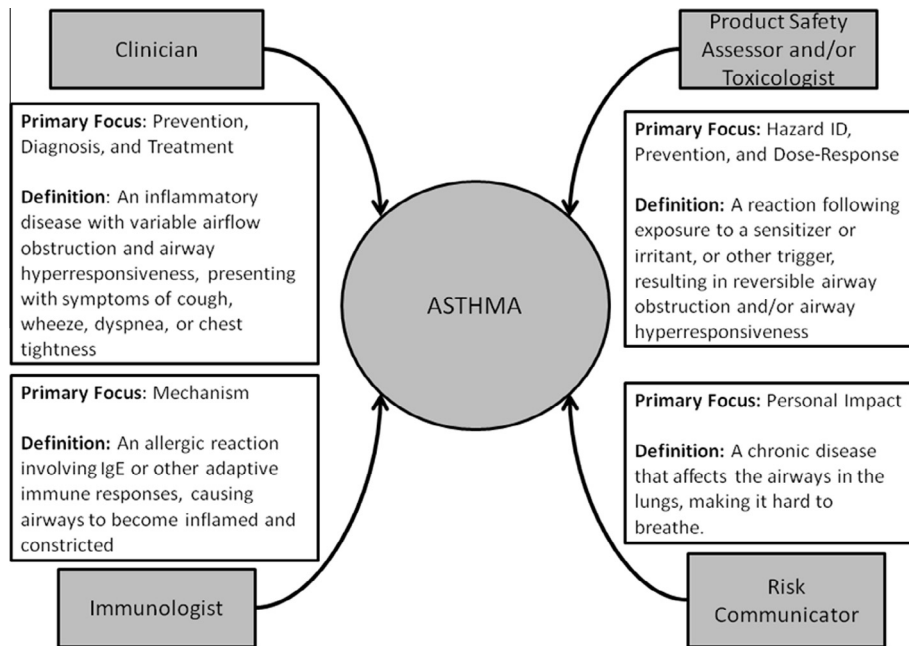 Clinician
Primary Focus: Prevention,
Diagnosis, and Treatment
Definition: An inflammatory
disease with variable airflow
obstruction and airway
hyperresponsiveness, presenting
with symptoms of cough,
wheeze, dyspnea, or chest
tightness
Product Safety
Assessor and/or
Toxicologist
Primary Focus: Hazard ID,
Prevention, and Dose-Response
Definition: A reaction following
exposure to a sensitizer or
irritant, or other trigger,
resulting in reversible airway
obstruction and/or airway
hyperresponsiveness
ASTHMA
Primary Focus: Mechanism
Definition: An allergic reaction
involving IgE or other adaptive
immune responses, causing
airways to become inflamed and
constricted
Immunologist
Primary Focus: Personal Impact
Definition: A chronic disease
that affects the airways in the
lungs, making it hard to
breathe.
Risk
Communicator